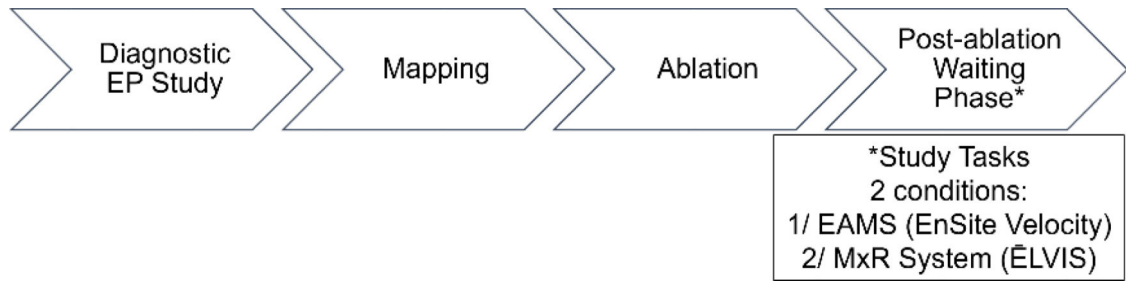 Diagnostic
EP Study
Mapping
Ablation
Post-ablation
Waiting
Phase*
*Study Tasks
2 conditions:
1/ EAMS (EnSite Velocity)
2/ MxR System (ĒLVIS)